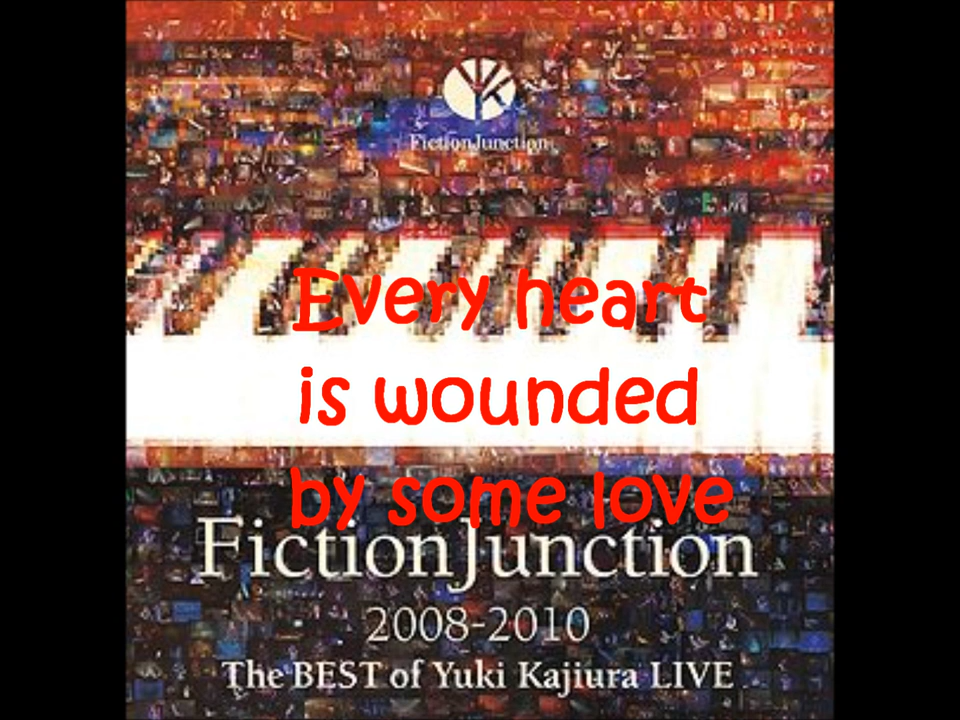 FictionJunction
Every heart
is wounded
by some love
FictionJunction
2008-2010
The BEST of Yuki Kajiura LIVE